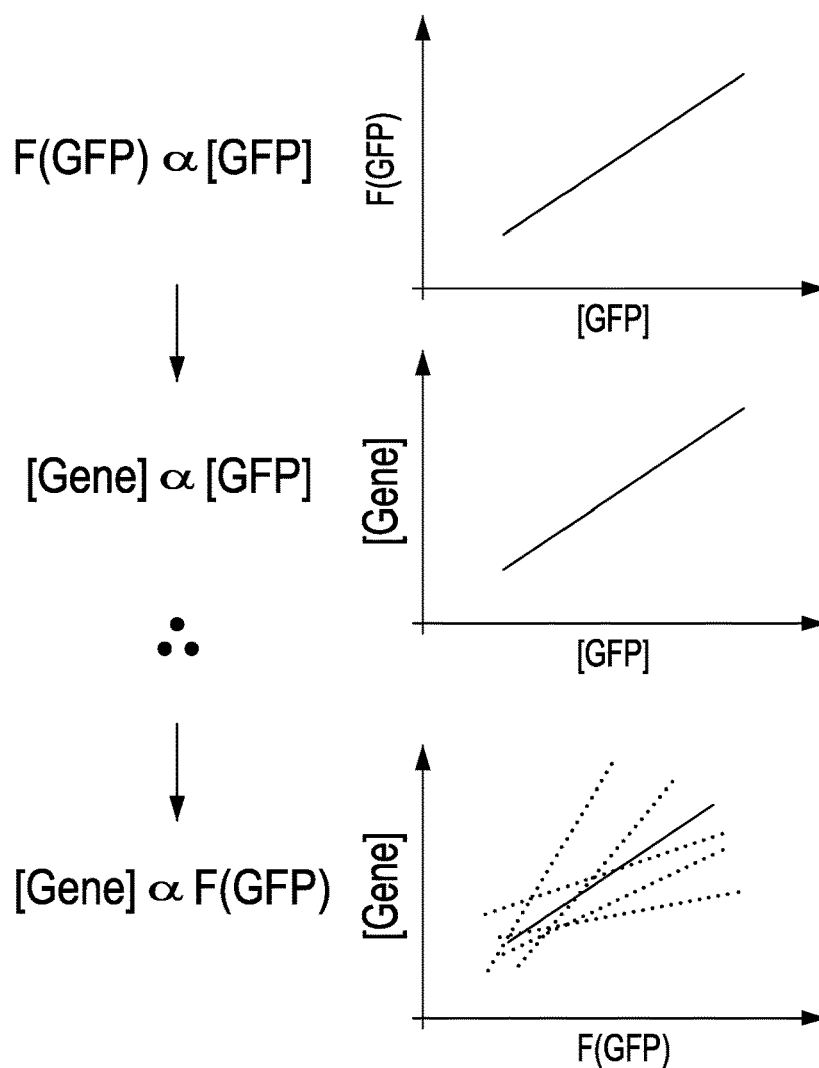 F(GFP) α [GFP]
F(GFP)
[GFP]
[Gene] α [GFP]
[Gene]
[GFP]
∴
[Gene] α F(GFP)
[Gene]
F(GFP)